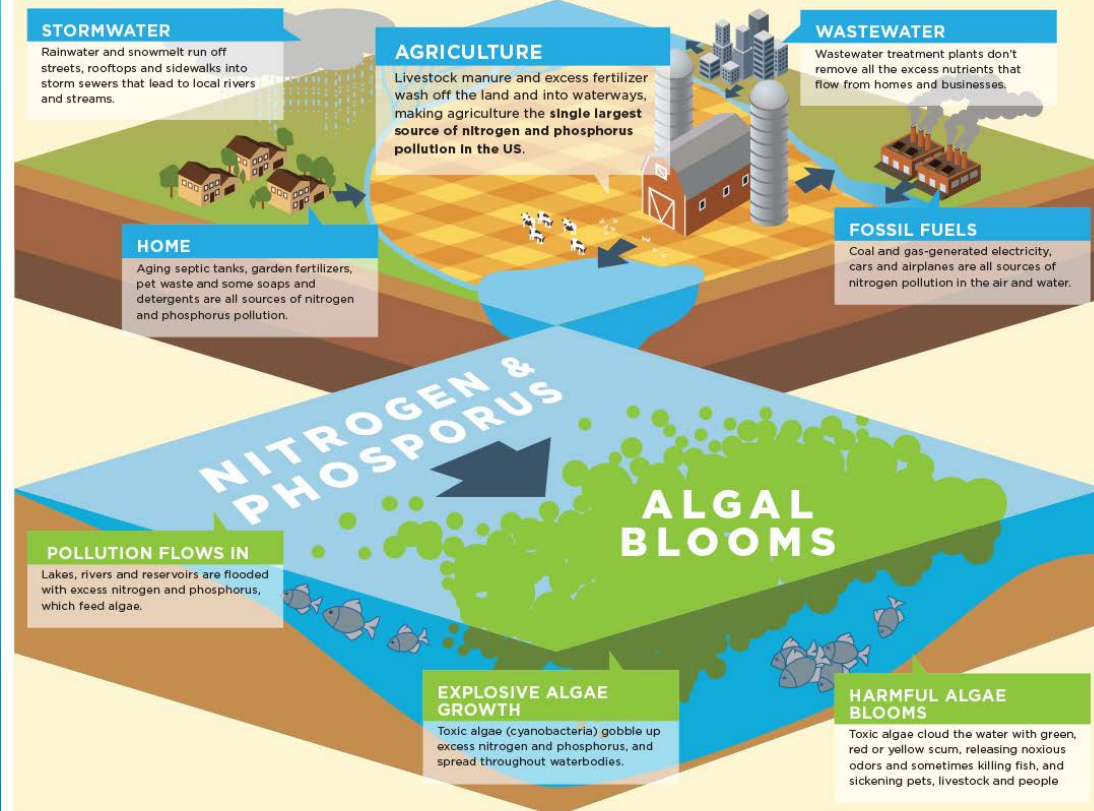 STORMWATER
Rainwater and snowmelt run off
streets, rooftops and sidewalks into
storm sewers that lead to local rivers
and streams.
AGRICULTURE
Livestock manure and excess fertilizer
wash off the land and into waterways,
making agriculture the single largest
source of nitrogen and phosphorus
pollution in the US.
WASTEWATER
Wastewater treatment plants don't
remove all the excess nutrients that
flow from homes and businesses.
HOME
Aging septic tanks, garden fertilizers,
pet waste and some soaps and
detergents are all sources of nitrogen
and phosphorus pollution.
FOSSIL FUELS
Coal and gas-generated electricity,
cars and airplanes are all sources of
nitrogen pollution in the air and water.
NITROGEN &
PHOSPORUS
ALGAL
BLOOMS
POLLUTION FLOWS IN
Lakes, rivers and reservoirs are flooded
with excess nitrogen and phosphorus,
which feed algae.
EXPLOSIVE ALGAE
GROWTH
Toxic algae (cyanobacteria) gobble up
excess nitrogen and phosphorus, and
spread throughout waterbodies.
HARMFUL ALGAE
BLOOMS
Toxic algae cloud the water with green,
red or yellow scum, releasing noxious
odors and sometimes killing fish, and
sickening pets, livestock and people